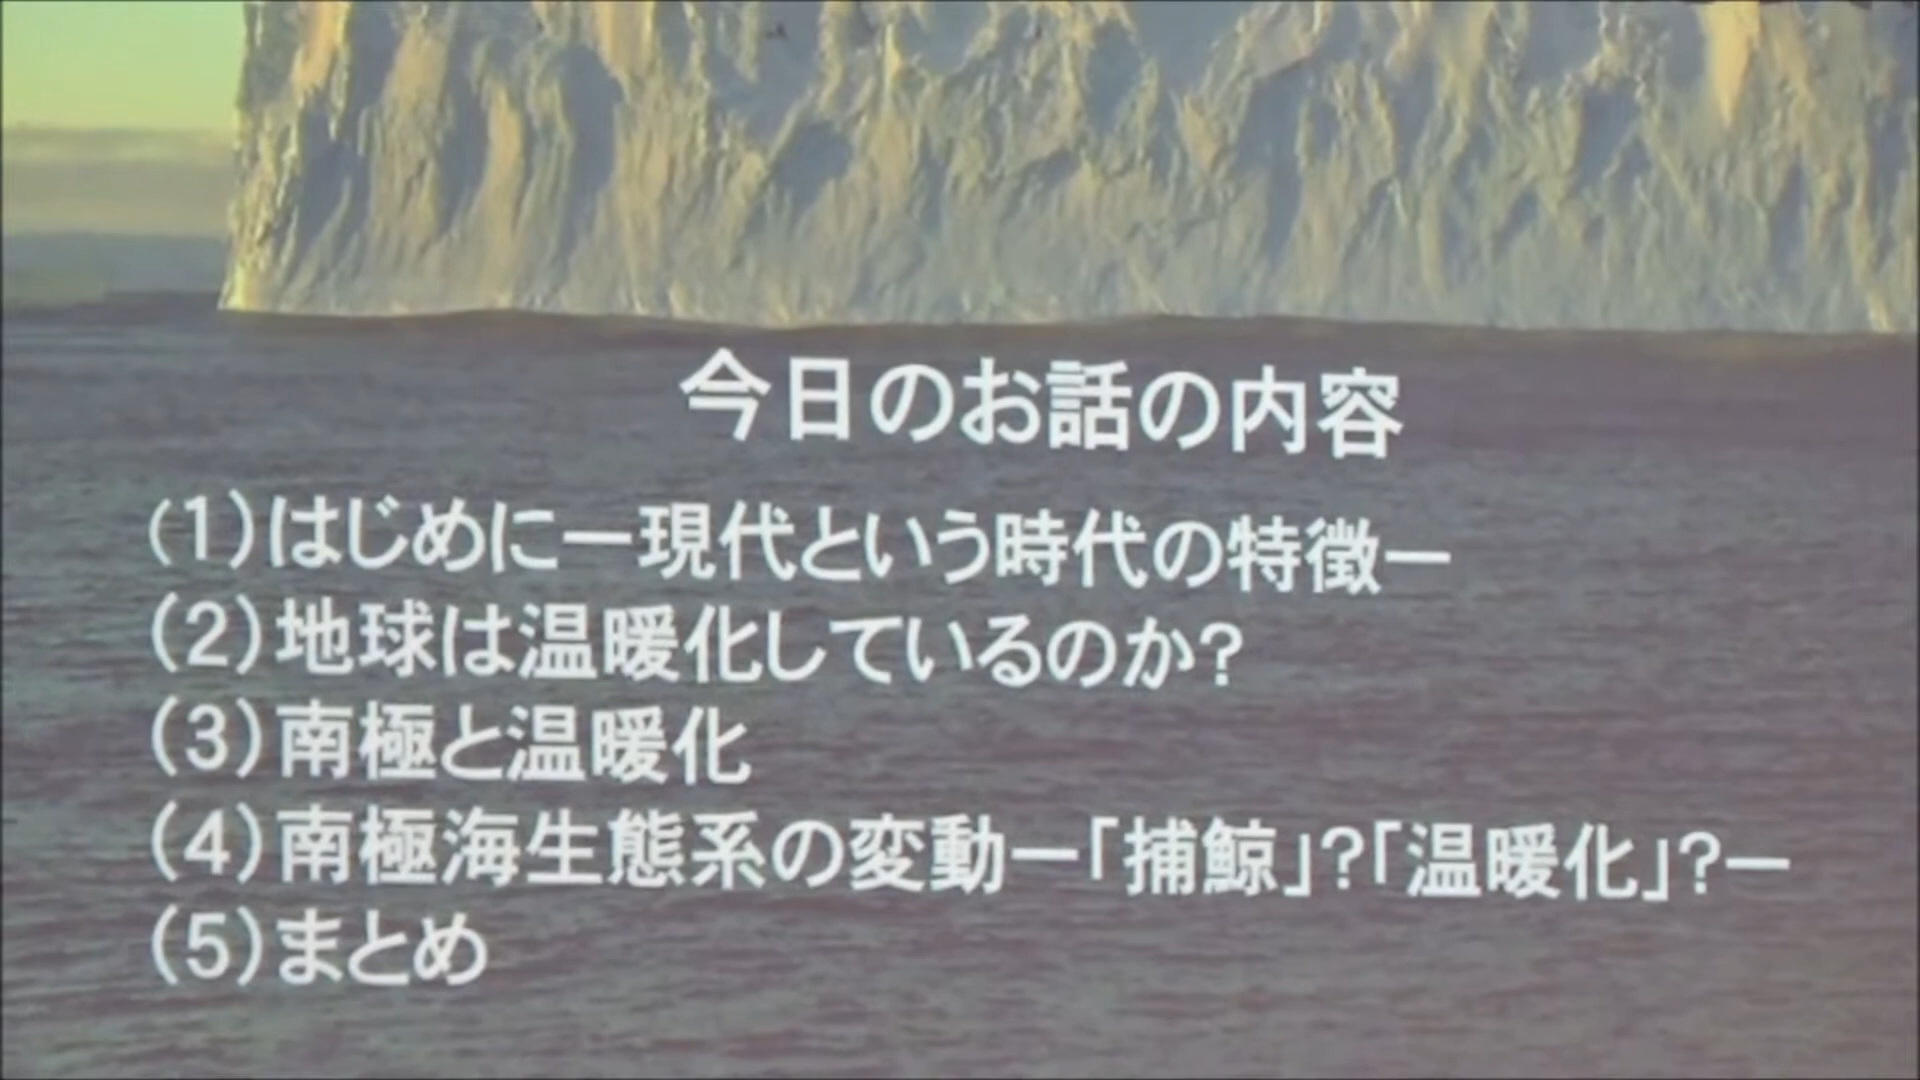 今日のお話の内容
(1)はじめにー現代という時代の特徴ー
(2)地球は温暖化しているのか?
(3)南極と温暖化
(4)南極海生態系の変動ー「捕鯨」?「温暖化」?ー
(5)まとめ